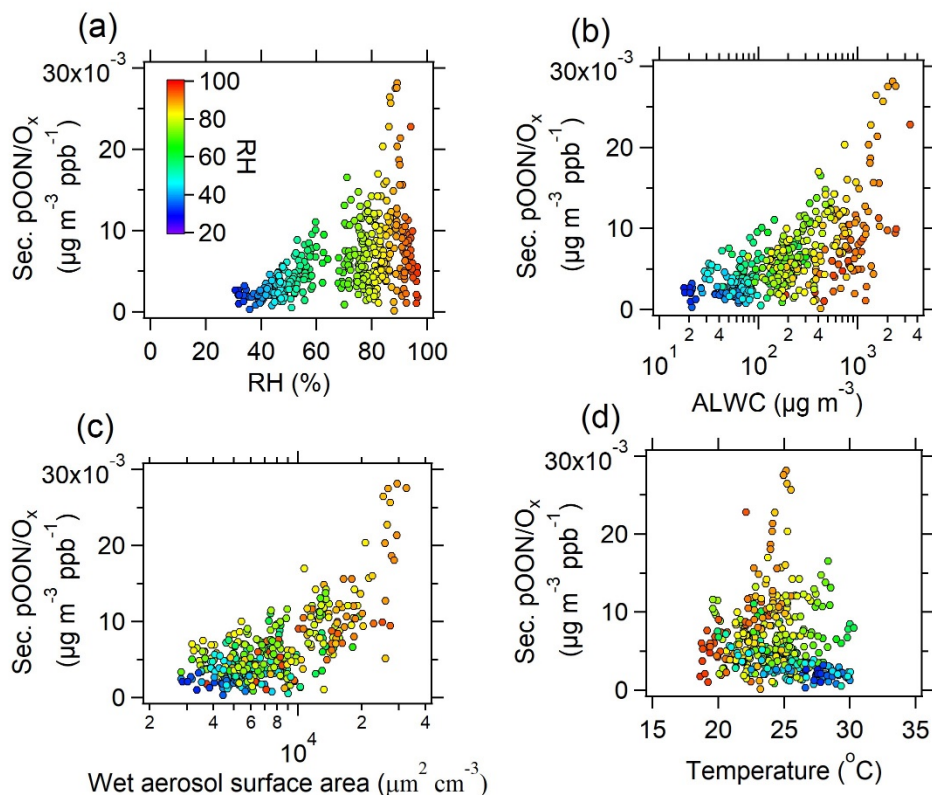 (a)
Sec. pOON/Oₓ
(µg m⁻³ ppb⁻¹)
30x10⁻³
20
10
0
100
80
60
40
20
RH
0 20 40 60 80 100
RH (%)
(b)
Sec. pOON/Oₓ
(µg m⁻³ ppb⁻¹)
30x10⁻³
20
10
0
10¹ 2 4 10² 2 4 10³ 2 4
ALWC (µg m⁻³)
(c)
Sec. pOON/Oₓ
(µg m⁻³ ppb⁻¹)
30x10⁻³
20
10
0
2 4 6 8 10⁴ 2 4
Wet aerosol surface area (µm² cm⁻³)
(d)
Sec. pOON/Oₓ
(µg m⁻³ ppb⁻¹)
30x10⁻³
20
10
0
15 20 25 30 35
Temperature (°C)